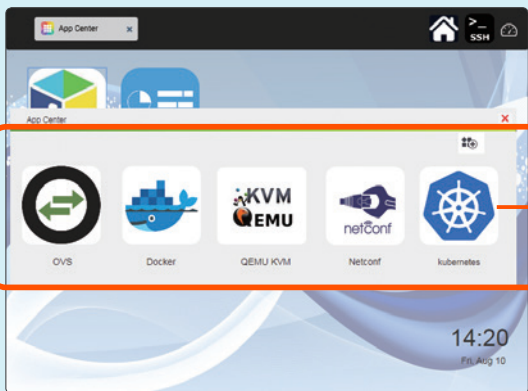 App Center x
>_
SSH
App Center x
KVM
QEMU
netconf
OVS Docker QEMU KVM Netconf kubernetes
14:20
Fri, Aug 10